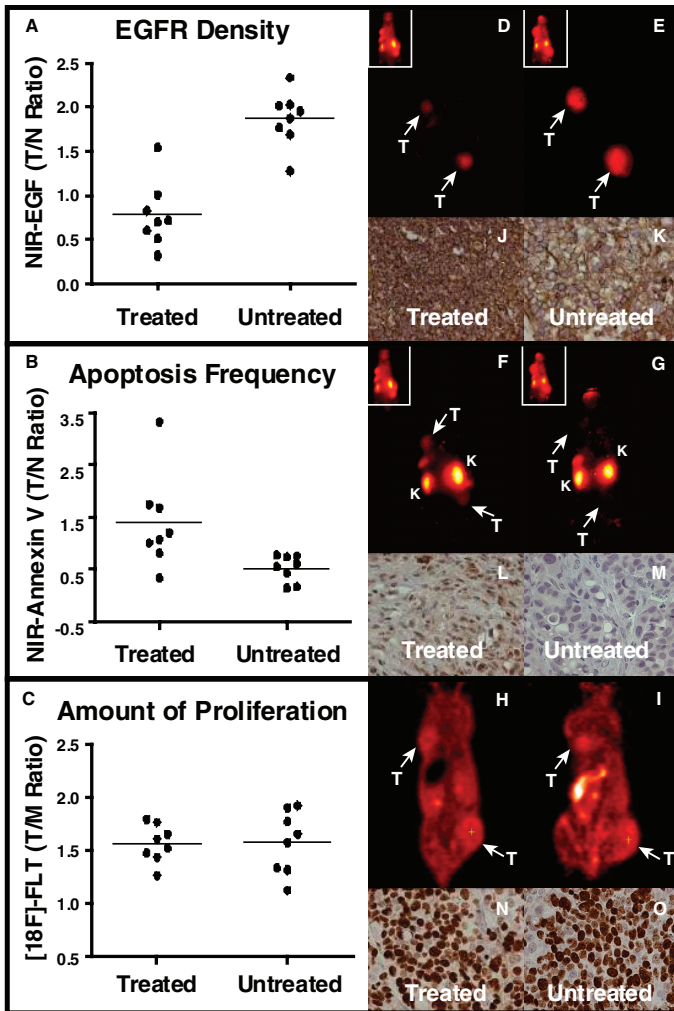 A
EGFR Density
NIR-EGF (T/N Ratio)
2.5
2.0
1.5
1.0
0.5
0.0
Treated
Untreated
D
T
T
E
T
T
J
Treated
K
Untreated
B
Apoptosis Frequency
NIR-Annexin V (T/N Ratio)
3.5
2.5
1.5
0.5
-0.5
Treated
Untreated
F
T
K
K
T
G
T
K
K
T
L
Treated
M
Untreated
C
Amount of Proliferation
[18F]-FLT (T/M Ratio)
2.5
2.0
1.5
1.0
0.5
Treated
Untreated
H
T
T
I
T
T
N
Treated
O
Untreated